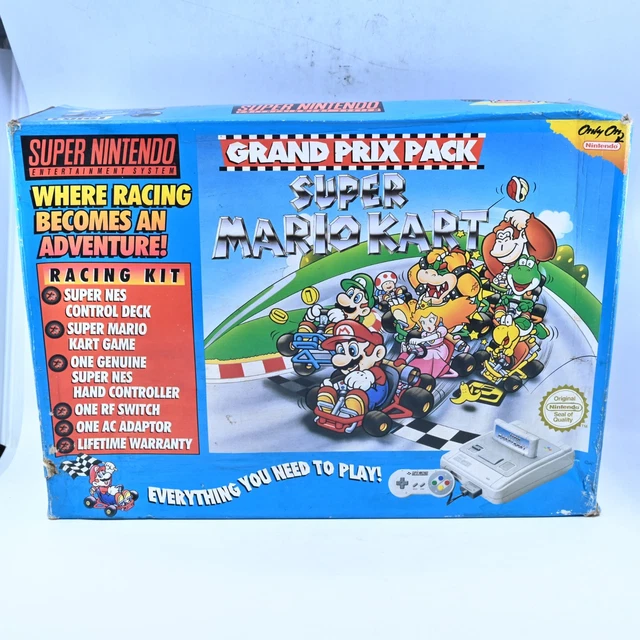 SUPER NINTENDO
SUPER NINTENDO
ENTERTAINMENT SYSTEM
WHERE RACING
BECOMES AN
ADVENTURE!
RACING KIT
SUPER NES
CONTROL DECK
SUPER MARIO
KART GAME
ONE GENUINE
SUPER NES
HAND CONTROLLER
ONE RF SWITCH
ONE AC ADAPTOR
LIFETIME WARRANTY
EVERYTHING YOU NEED TO PLAY!
GRAND PRIX PACK
SUPER
MARIO KART
Only On
Nintendo
Original
Nintendo
Seal of
Quality